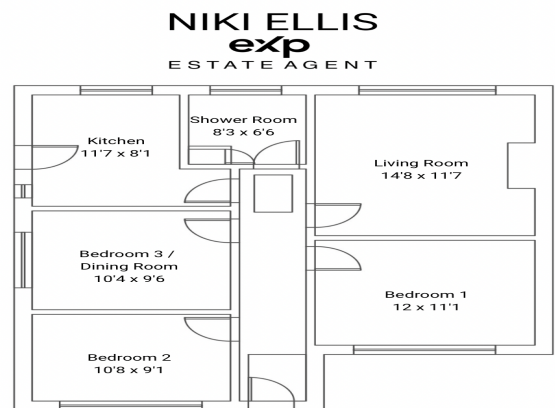 NIKI ELLIS
exp
ESTATE AGENT
Shower Room
8'3 x 6'6
Kitchen
11'7 x 8'1
Living Room
14'8 x 11'7
Bedroom 3 /
Dining Room
10'4 x 9'6
Bedroom 1
12 x 11'1
Bedroom 2
10'8 x 9'1